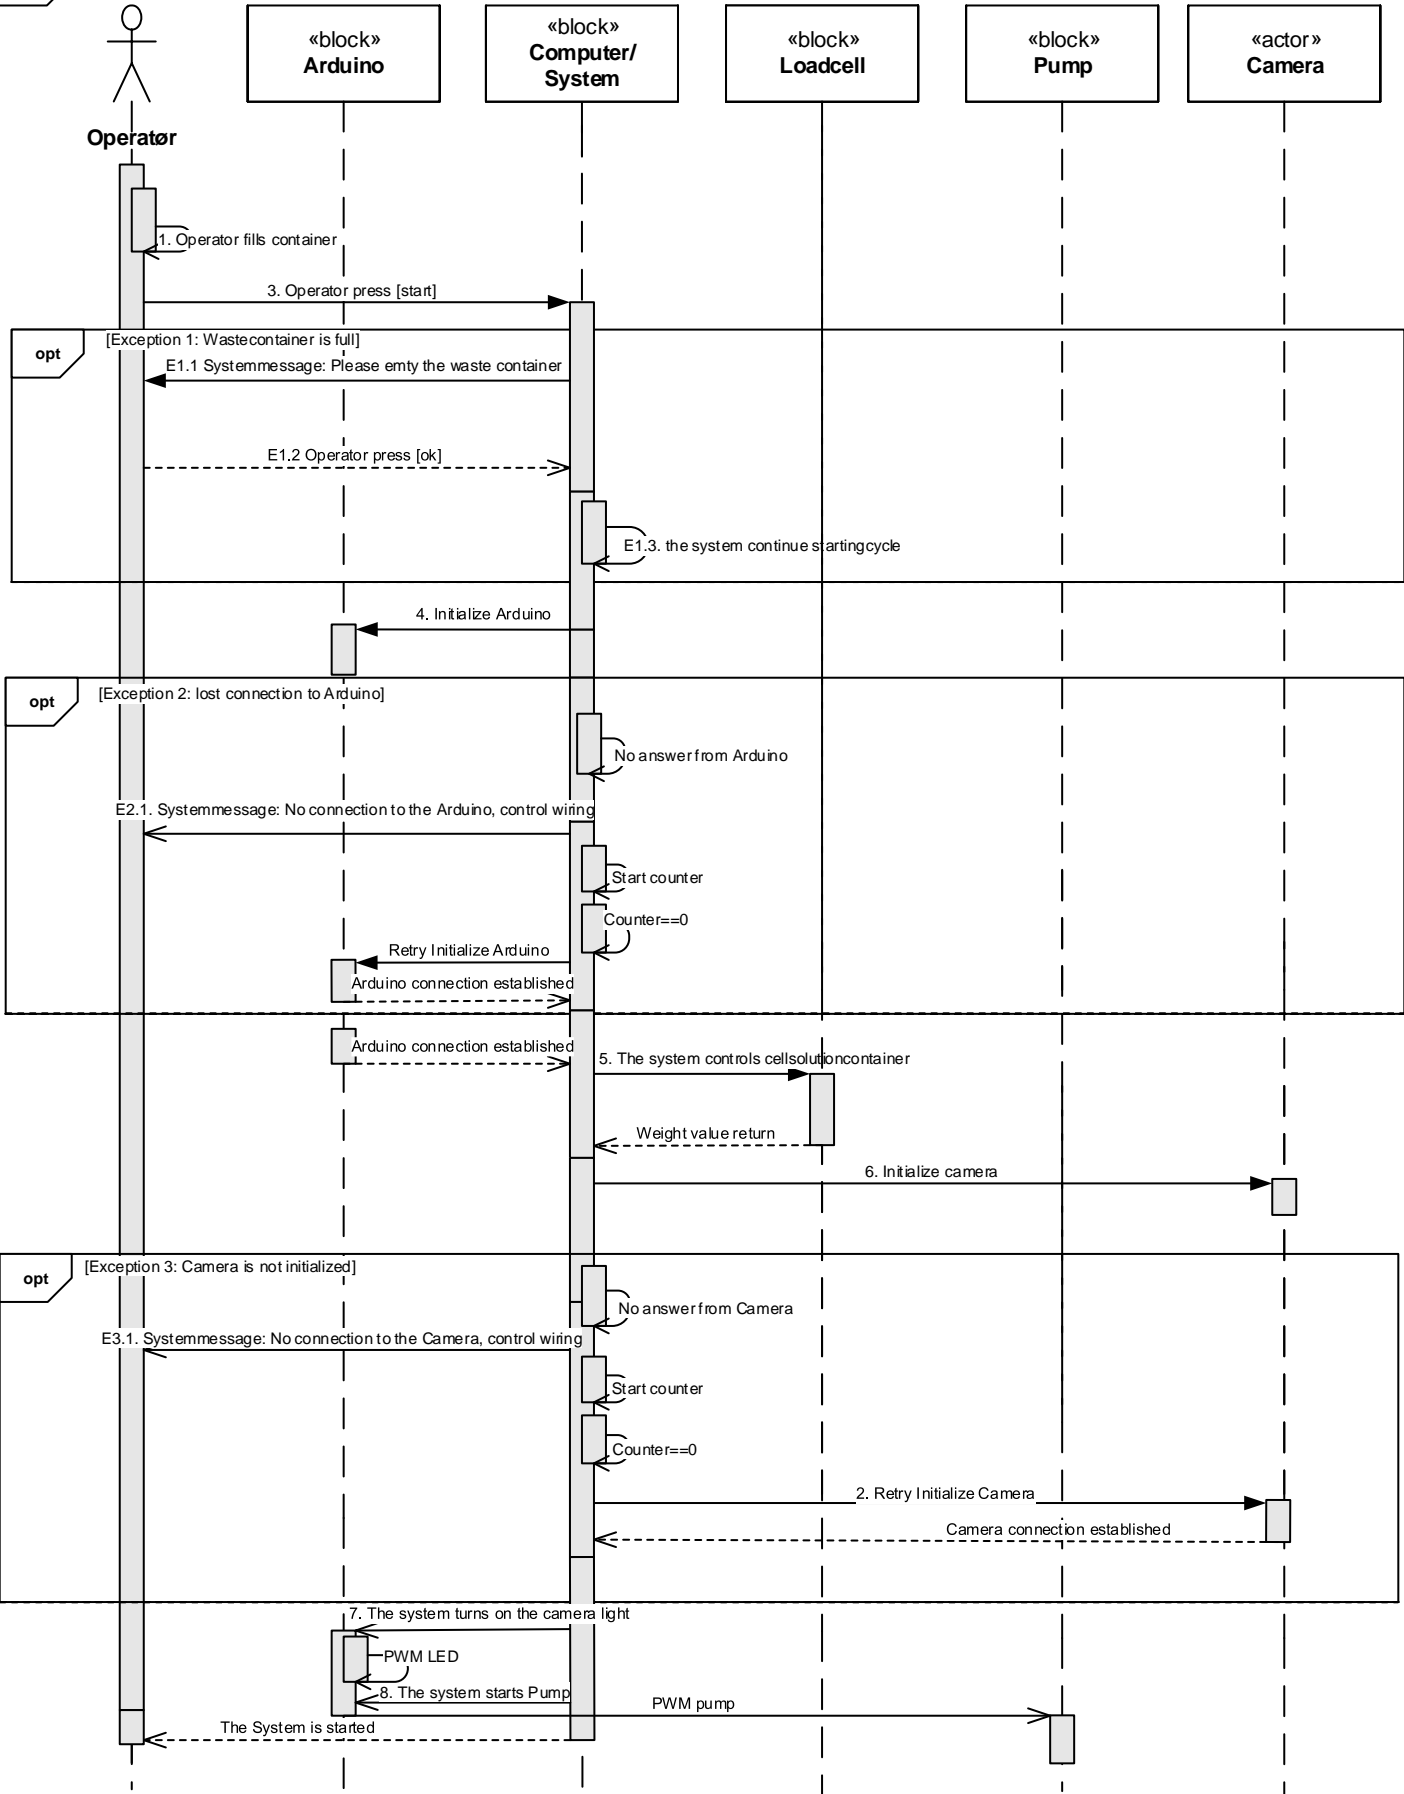 «block»
Arduino
«block»
Computer/
System
«block»
Loadcell
«block»
Pump
«actor»
Camera
Operatør
1. Operator fills container
3. Operator press [start]
opt
[Exception 1: Wastecontainer is full]
E1.1 Systemmessage: Please emty the waste container
E1.2 Operator press [ok]
E1.3. the system continue startingcycle
4. Initialize Arduino
opt
[Exception 2: lost connection to Arduino]
No answer from Arduino
E2.1. Systemmessage: No connection to the Arduino, control wiring
Start counter
Counter==0
Retry Initialize Arduino
Arduino connection established
Arduino connection established
5. The system controls cellsolutioncontainer
Weight value return
6. Initialize camera
opt
[Exception 3: Camera is not initialized]
No answer from Camera
E3.1. Systemmessage: No connection to the Camera, control wiring
Start counter
Counter==0
2. Retry Initialize Camera
Camera connection established
7. The system turns on the camera light
PWM LED
8. The system starts Pump
PWM pump
The System is started